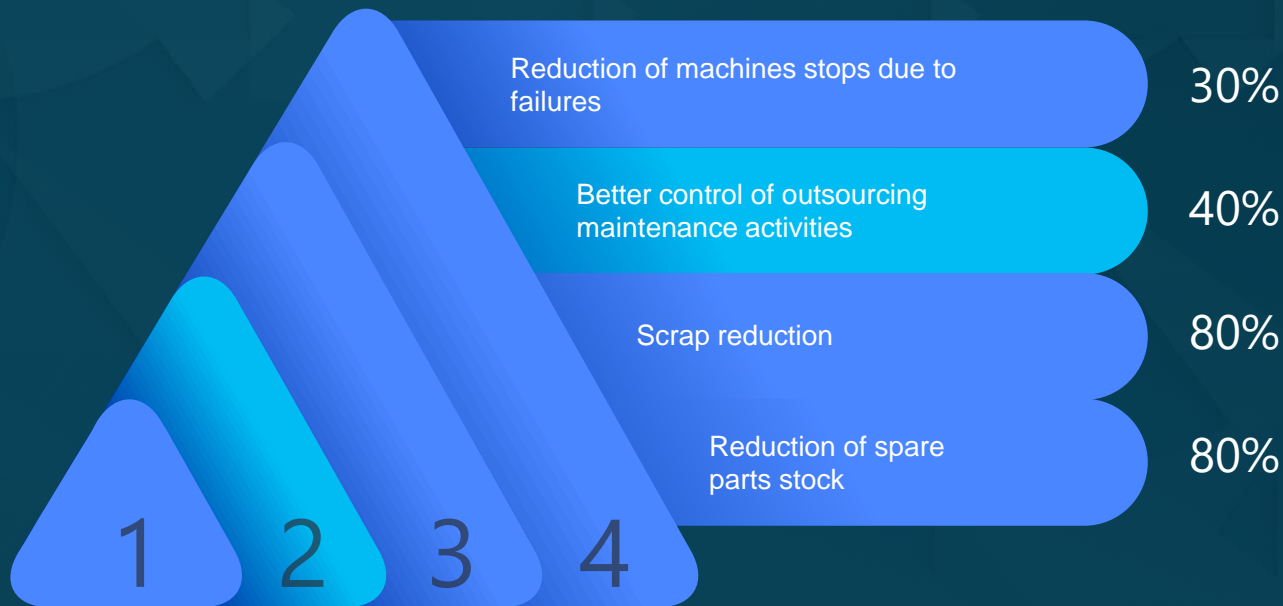 Reduction of machines stops due to
failures
30%
Better control of outsourcing
maintenance activities
40%
Scrap reduction
80%
Reduction of spare
parts stock
80%
1
2
3
4